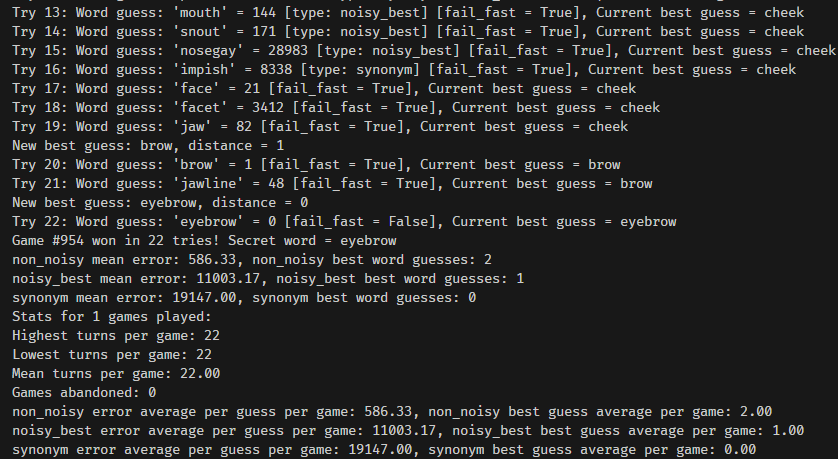 Try 13: Word guess: 'mouth' = 144 [type: noisy_best] [fail_fast = True], Current best guess = cheek
Try 14: Word guess: 'snout' = 171 [type: noisy_best] [fail_fast = True], Current best guess = cheek
Try 15: Word guess: 'nosegay' = 28983 [type: noisy_best] [fail_fast = True], Current best guess = cheek
Try 16: Word guess: 'impish' = 8338 [type: synonym] [fail_fast = True], Current best guess = cheek
Try 17: Word guess: 'face' = 21 [fail_fast = True], Current best guess = cheek
Try 18: Word guess: 'facet' = 3412 [fail_fast = True], Current best guess = cheek
Try 19: Word guess: 'jaw' = 82 [fail_fast = True], Current best guess = cheek
New best guess: brow, distance = 1
Try 20: Word guess: 'brow' = 1 [fail_fast = True], Current best guess = brow
Try 21: Word guess: 'jawline' = 48 [fail_fast = True], Current best guess = brow
New best guess: eyebrow, distance = 0
Try 22: Word guess: 'eyebrow' = 0 [fail_fast = False], Current best guess = eyebrow
Game #954 won in 22 tries! Secret word = eyebrow
non_noisy mean error: 586.33, non_noisy best word guesses: 2
noisy_best mean error: 11003.17, noisy_best best word guesses: 1
synonym mean error: 19147.00, synonym best word guesses: 0
Stats for 1 games played:
Highest turns per game: 22
Lowest turns per game: 22
Mean turns per game: 22.00
Games abandoned: 0
non_noisy error average per guess per game: 586.33, non_noisy best guess average per game: 2.00
noisy_best error average per guess per game: 11003.17, noisy_best best guess average per game: 1.00
synonym error average per guess per game: 19147.00, synonym best guess average per game: 0.00